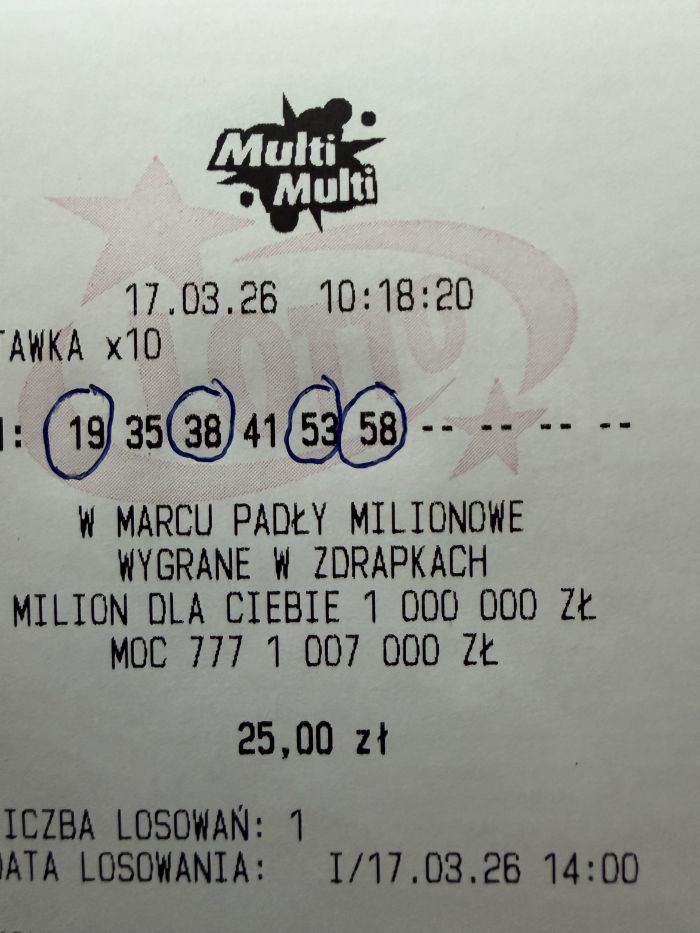 Multi
Multi
LOTTO
17.03.26 10:18:20
TAWKA x10
: 19 35 38 41 53 58 -- -- -- --
W MARCU PADŁY MILIONOWE
WYGRANE W ZDRAPKACH
MILION DLA CIEBIE 1 000 000 ZŁ
MOC 777 1 007 000 ZŁ
25,00 zł
ICZBA LOSOWAŃ: 1
DATA LOSOWANIA: I/17.03.26 14:00